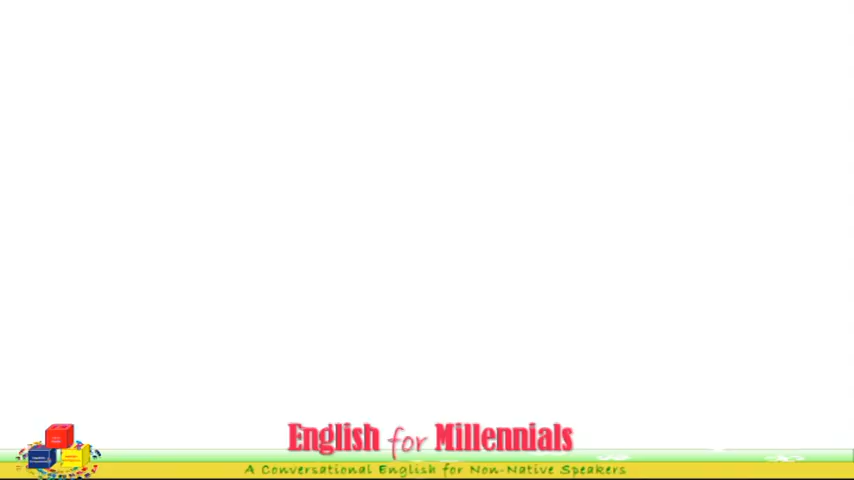 English for Millennials
A Conversational English for Non-Native Speakers